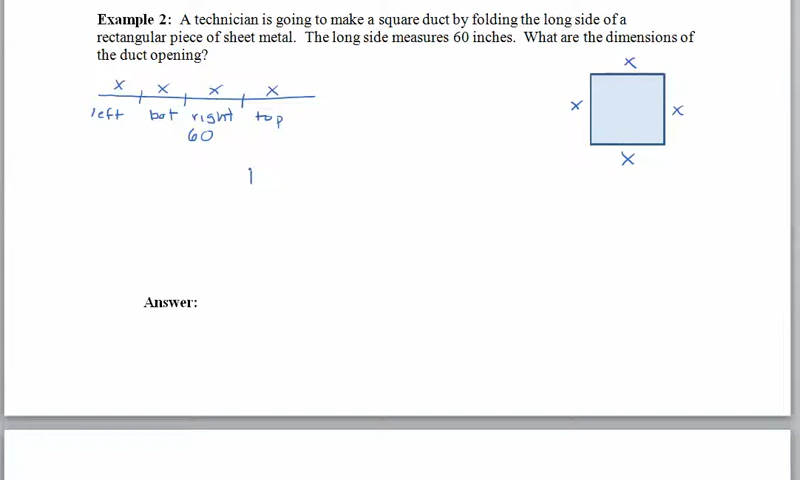 Example 2: A technician is going to make a square duct by folding the long side of a
rectangular piece of sheet metal. The long side measures 60 inches. What are the dimensions of
the duct opening?
x
x x x x
x x
left bot right top
60
x
1
Answer: